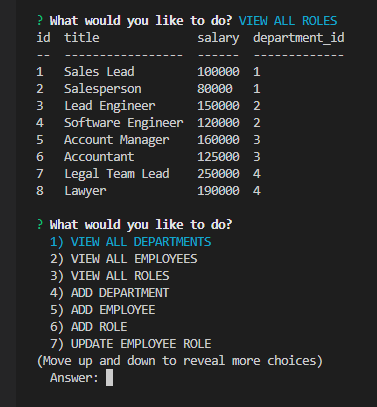 ? What would you like to do? VIEW ALL ROLES
id  title              salary  department_id
--  -----------------  ------  -------------
1   Sales Lead         100000  1
2   Salesperson        80000   1
3   Lead Engineer      150000  2
4   Software Engineer  120000  2
5   Account Manager    160000  3
6   Accountant         125000  3
7   Legal Team Lead    250000  4
8   Lawyer             190000  4
? What would you like to do?
1) VIEW ALL DEPARTMENTS
2) VIEW ALL EMPLOYEES
3) VIEW ALL ROLES
4) ADD DEPARTMENT
5) ADD EMPLOYEE
6) ADD ROLE
7) UPDATE EMPLOYEE ROLE
(Move up and down to reveal more choices)
Answer: